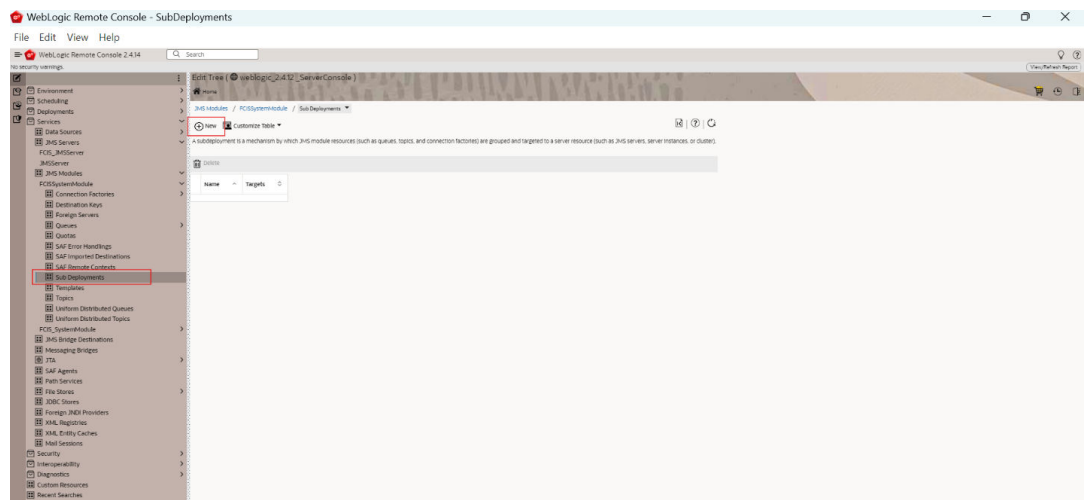 WebLogic Remote Console - SubDeployments
File Edit View Help
WebLogic Remote Console 2.4.14
Search
No security warnings.
View/Refresh Report
Edit Tree ( weblogic_2.4.12_ServerConsole )
Home
JMS Modules / FCISSystemModule / Sub Deployments
New Customize Table
A subdeployment is a mechanism by which JMS module resources (such as queues, topics, and connection factories) are grouped and targeted to a server resource (such as JMS servers, server instances, or cluster).
Delete
Name Targets
Environment
Scheduling
Deployments
Services
Data Sources
JMS Servers
FCIS_JMSServer
JMSServer
JMS Modules
FCISSystemModule
Connection Factories
Destination Keys
Foreign Servers
Queues
Quotas
SAF Error Handlings
SAF Imported Destinations
SAF Remote Contexts
Sub Deployments
Templates
Topics
Uniform Distributed Queues
Uniform Distributed Topics
FCIS_SystemModule
JMS Bridge Destinations
Messaging Bridges
JTA
SAF Agents
Path Services
File Stores
JDBC Stores
Foreign JNDI Providers
XML Registries
XML Entity Caches
Mail Sessions
Security
Interoperability
Diagnostics
Custom Resources
Recent Searches